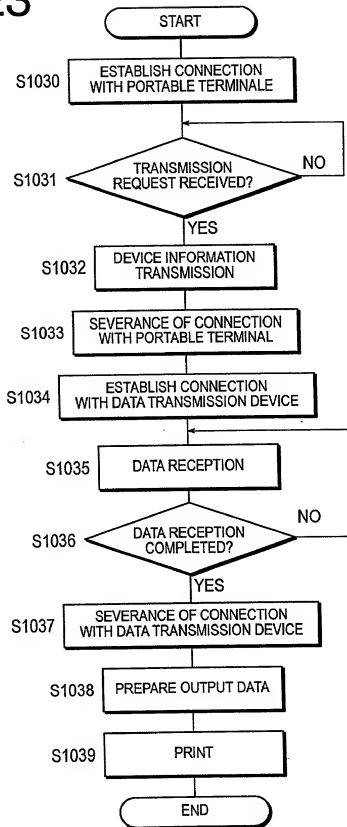 START
S1030
ESTABLISH CONNECTION
WITH PORTABLE TERMINALE
S1031
TRANSMISSION
REQUEST RECEIVED?
NO
YES
S1032
DEVICE INFORMATION
TRANSMISSION
S1033
SEVERANCE OF CONNECTION
WITH PORTABLE TERMINAL
S1034
ESTABLISH CONNECTION
WITH DATA TRANSMISSION DEVICE
S1035
DATA RECEPTION
S1036
DATA RECEPTION
COMPLETED?
NO
YES
S1037
SEVERANCE OF CONNECTION
WITH DATA TRANSMISSION DEVICE
S1038
PREPARE OUTPUT DATA
S1039
PRINT
END